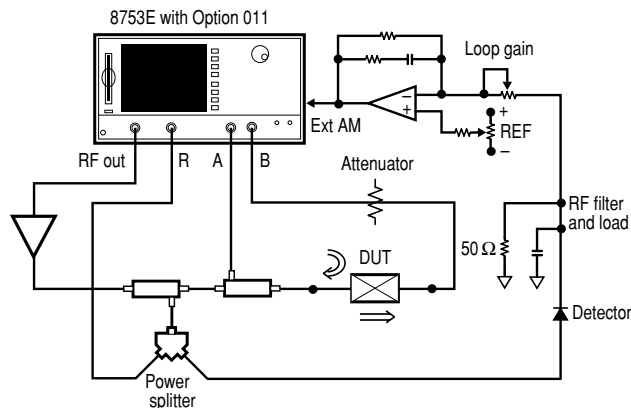 8753E with Option 011
Loop gain
Ext AM
−
+
+
REF
−
RF out
R
A
B
Attenuator
RF filter
and load
50 Ω
DUT
Detector
Power
splitter